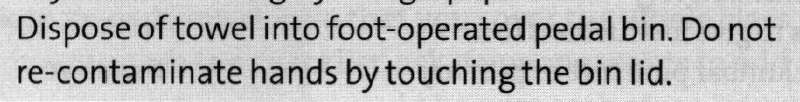 Dispose of towel into foot-operated pedal bin. Do not
re-contaminate hands by touching the bin lid.